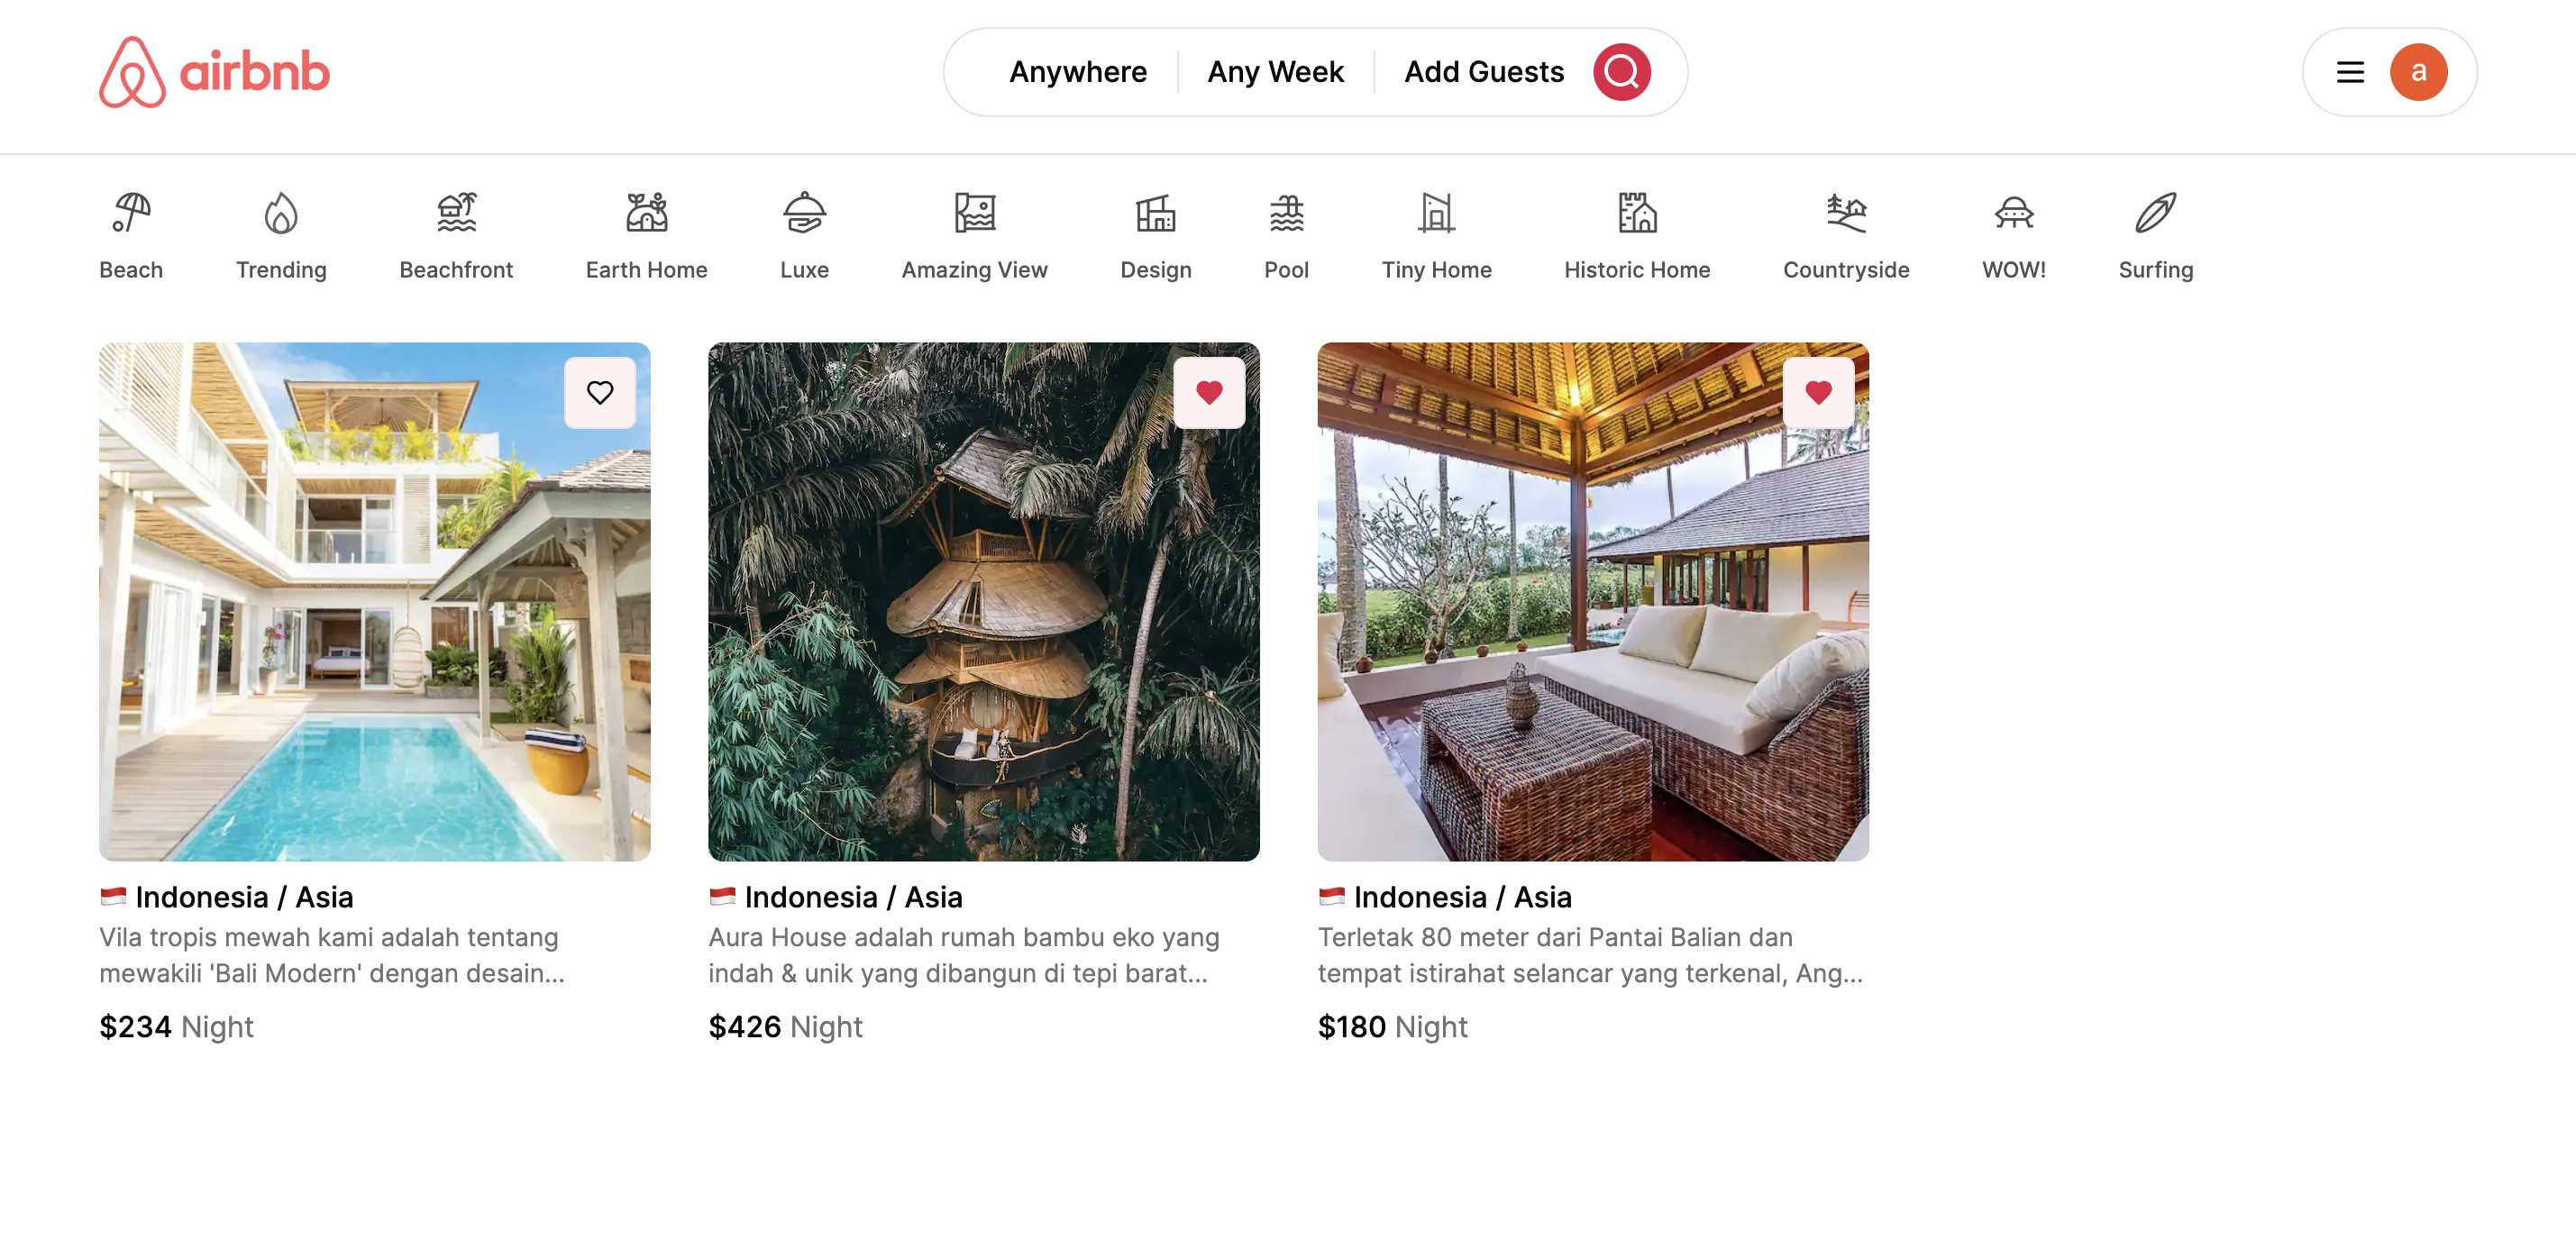 airbnb
Anywhere
Any Week
Add Guests
a
Beach
Trending
Beachfront
Earth Home
Luxe
Amazing View
Design
Pool
Tiny Home
Historic Home
Countryside
WOW!
Surfing
Indonesia / Asia
Vila tropis mewah kami adalah tentang
mewakili 'Bali Modern' dengan desain...
$234 Night
Indonesia / Asia
Aura House adalah rumah bambu eko yang
indah & unik yang dibangun di tepi barat...
$426 Night
Indonesia / Asia
Terletak 80 meter dari Pantai Balian dan
tempat istirahat selancar yang terkenal, Ang...
$180 Night